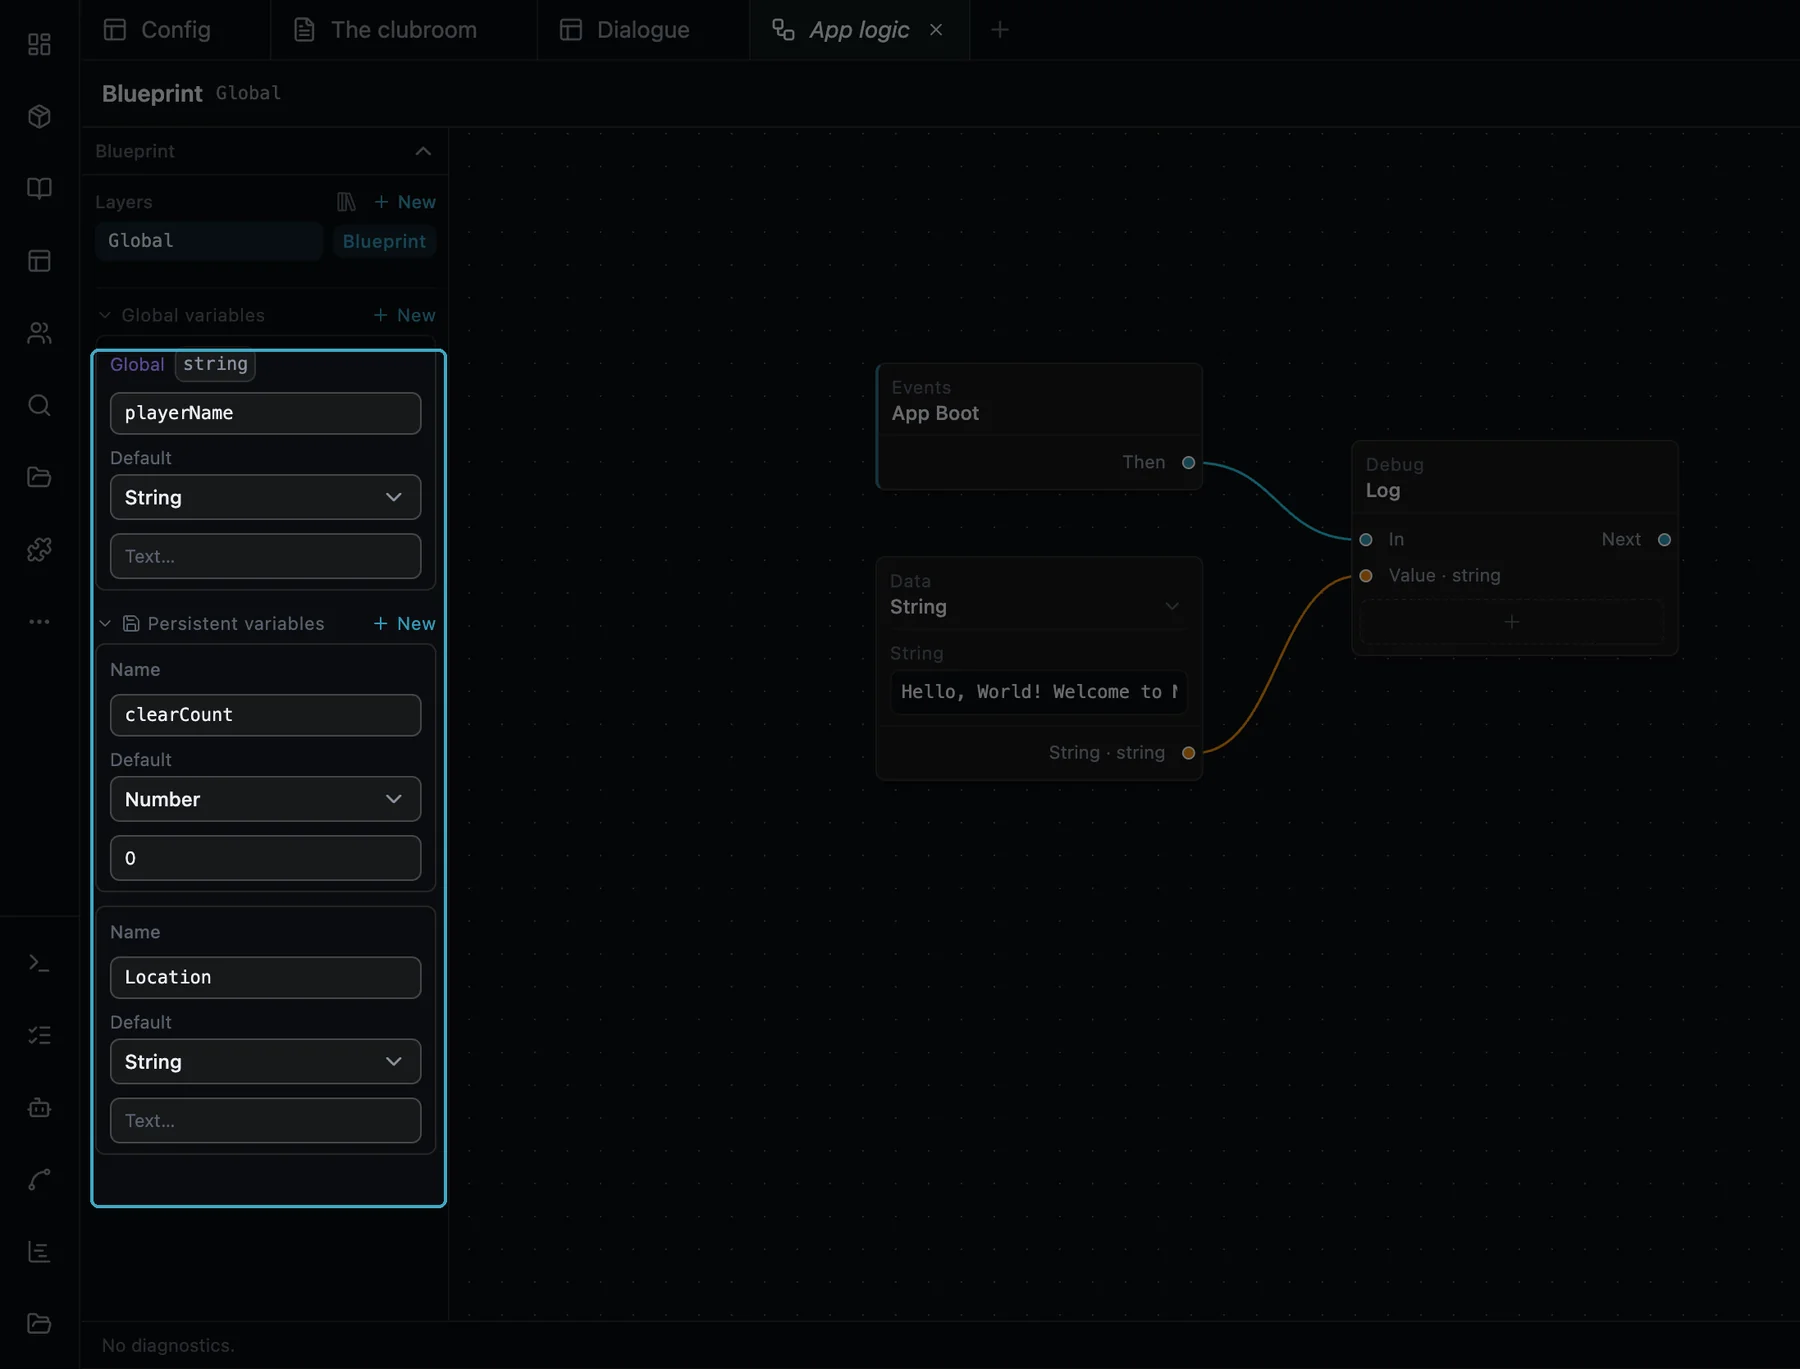 Config
The clubroom
Dialogue
App logic
Blueprint Global
Blueprint
Layers
New
Global
Blueprint
Global variables
New
Global string
playerName
Default
String
Text...
Persistent variables
New
Name
clearCount
Default
Number
0
Name
Location
Default
String
Text...
Events
App Boot
Then
Data
String
String
Hello, World! Welcome to
String · string
Debug
Log
In
Next
Value · string
No diagnostics.